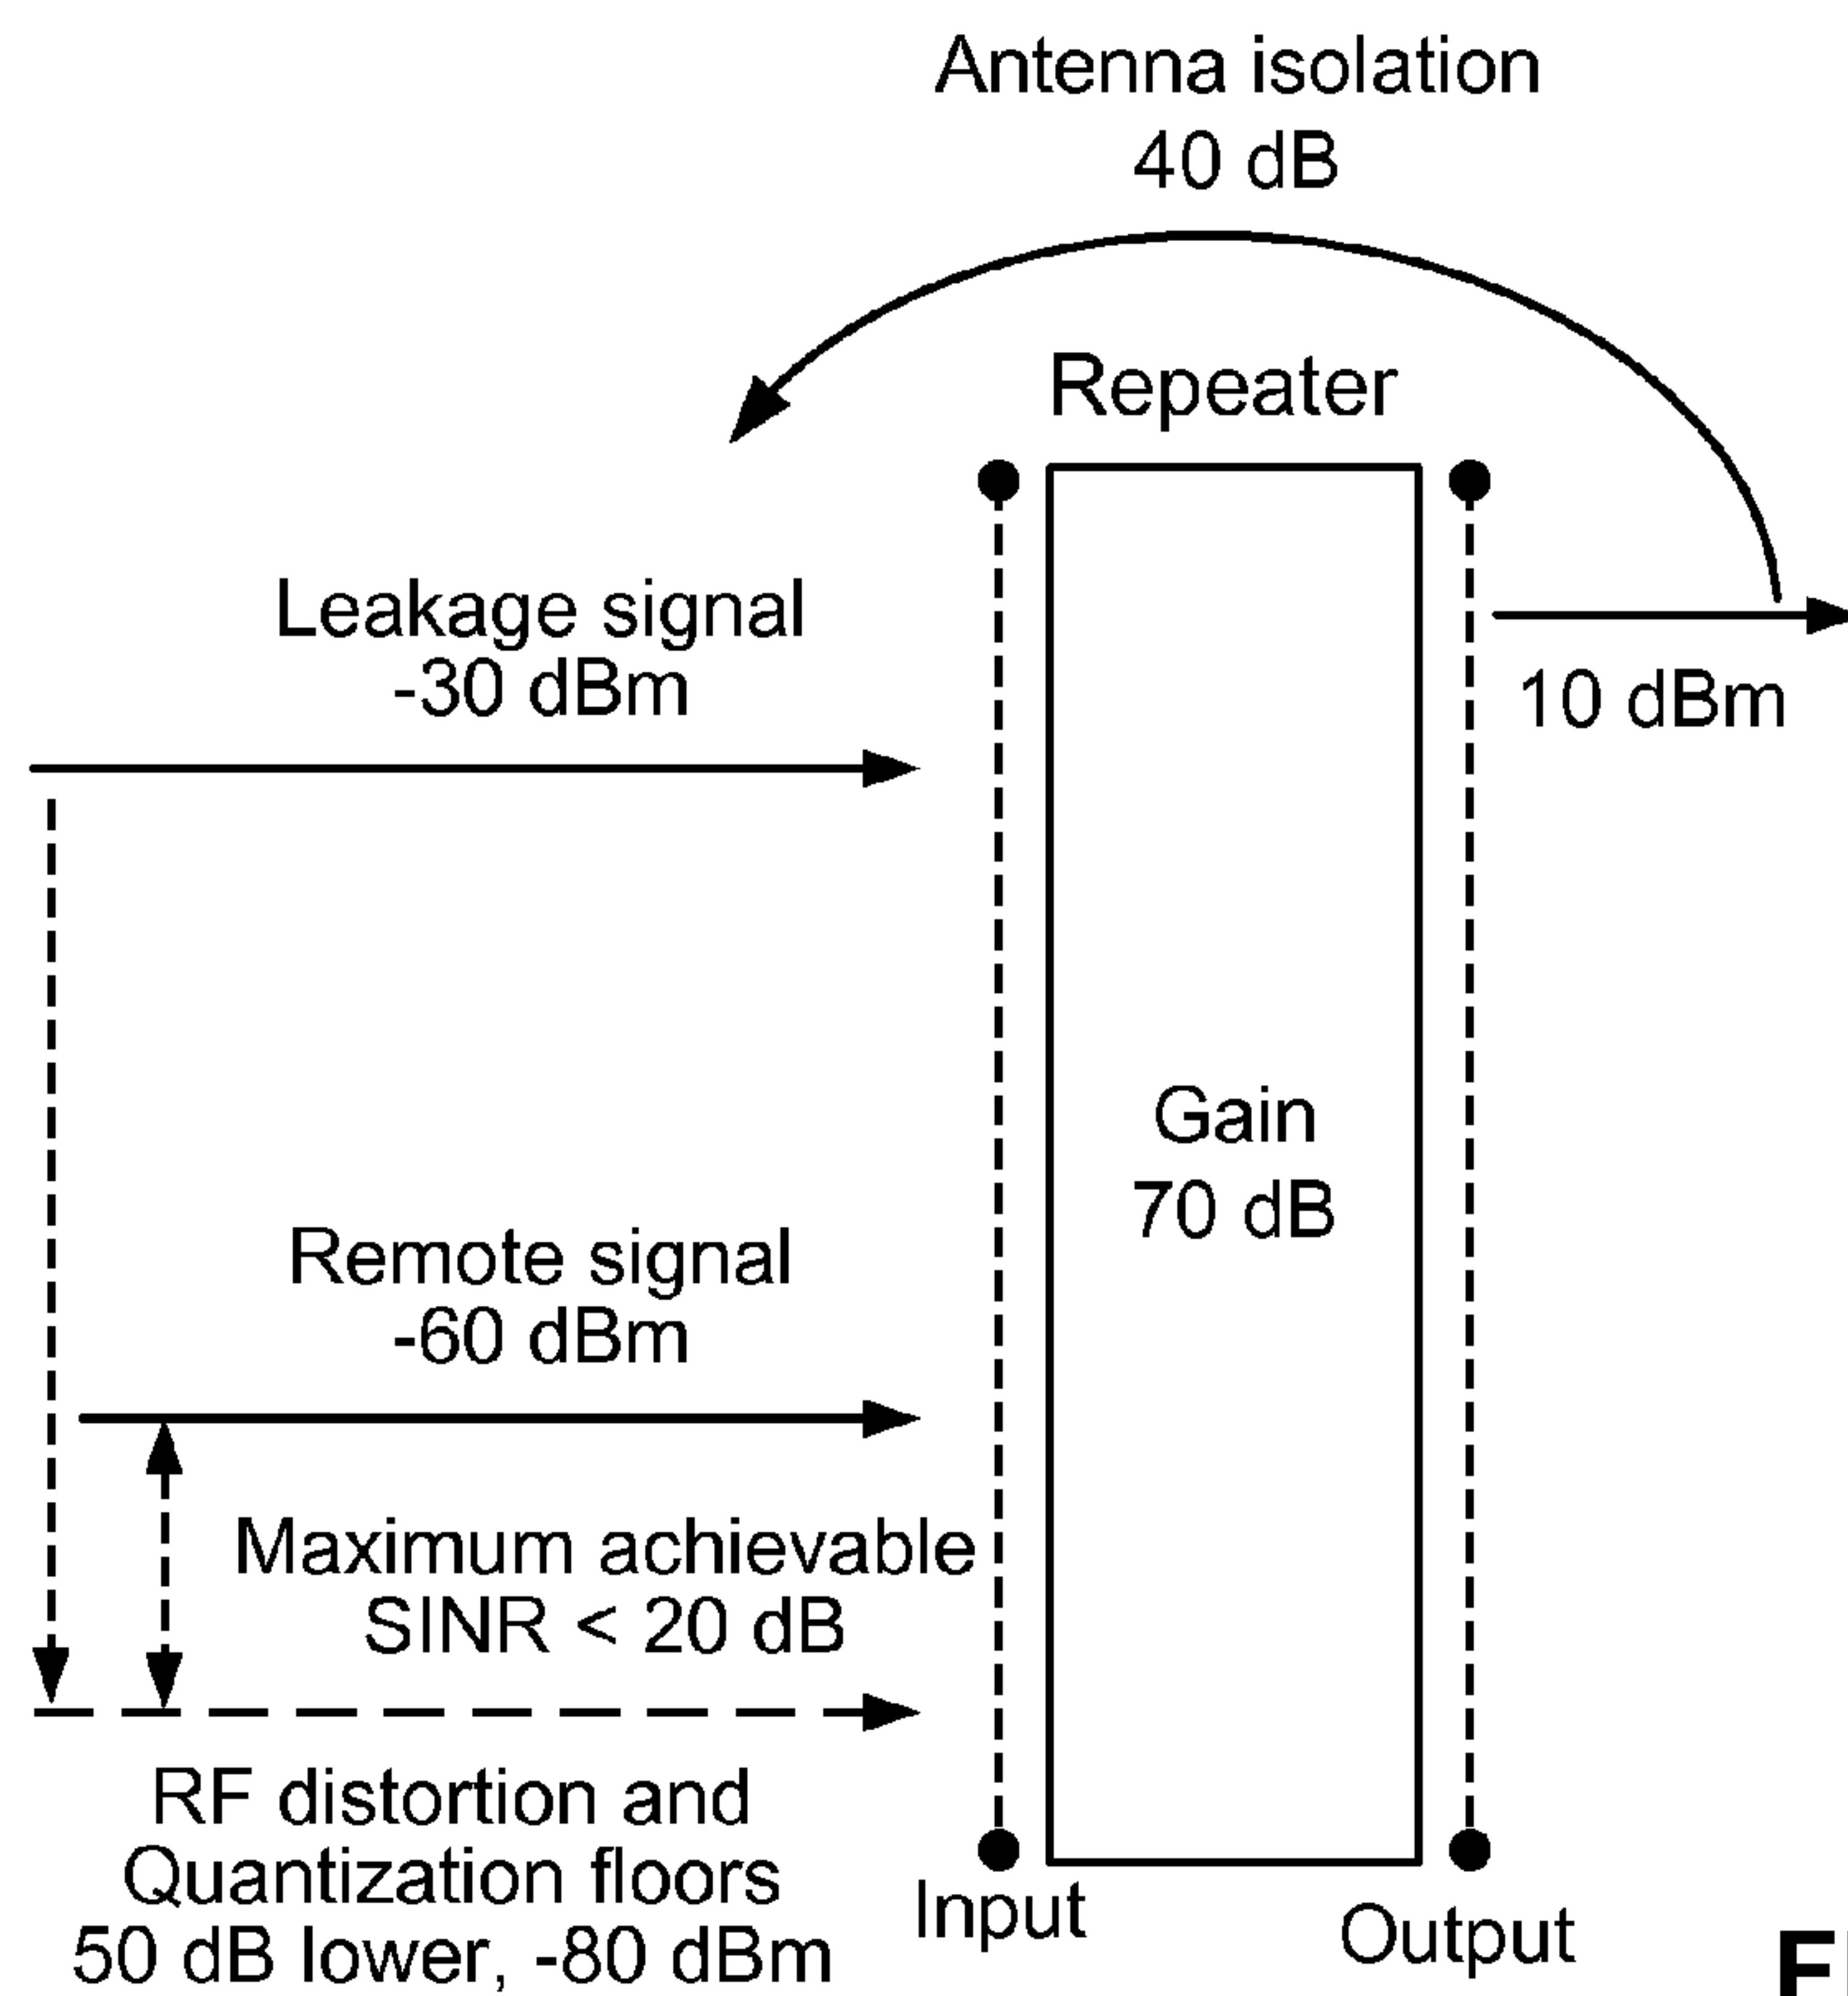 Antenna isolation
40 dB
Repeater
Leakage signal
-30 dBm
10 dBm
Gain
70 dB
Remote signal
-60 dBm
Maximum achievable
SINR < 20 dB
RF distortion and
Quantization floors
50 dB lower, -80 dBm
Input
Output